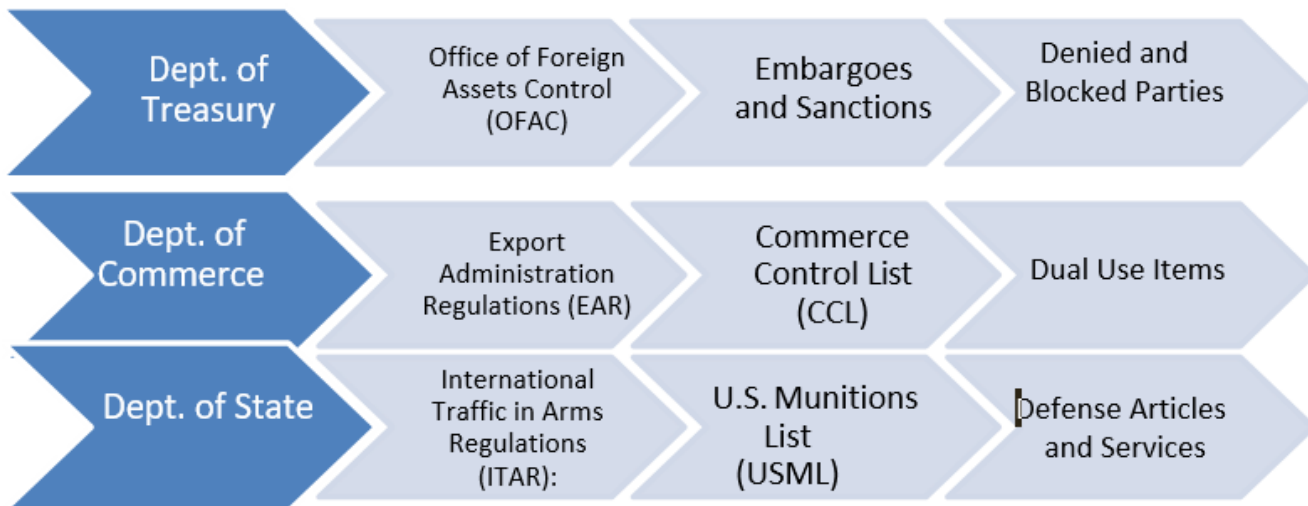 Dept. of
Treasury
Office of Foreign
Assets Control
(OFAC)
Embargoes
and Sanctions
Denied and
Blocked Parties
Dept. of
Commerce
Export
Administration
Regulations (EAR)
Commerce
Control List
(CCL)
Dual Use Items
Dept. of State
International
Traffic in Arms
Regulations
(ITAR):
U.S. Munitions
List
(USML)
Defense Articles
and Services